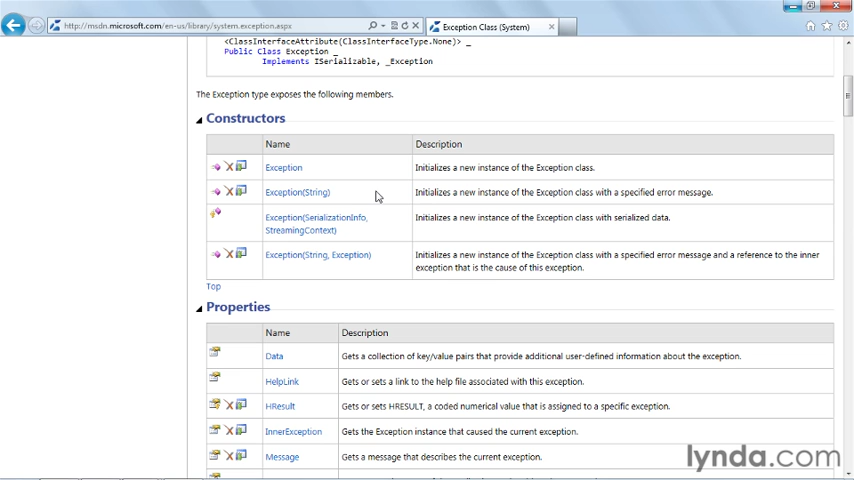 http://msdn.microsoft.com/en-us/library/system.exception.aspx
Exception Class (System)
<ClassInterfaceAttribute(ClassInterfaceType.None)> _
Public Class Exception _
Implements ISerializable, _Exception
The Exception type exposes the following members.
Constructors
Name Description
Exception Initializes a new instance of the Exception class.
Exception(String) Initializes a new instance of the Exception class with a specified error message.
Exception(SerializationInfo, Initializes a new instance of the Exception class with serialized data.
StreamingContext)
Exception(String, Exception) Initializes a new instance of the Exception class with a specified error message and a reference to the inner
exception that is the cause of this exception.
Top
Properties
Name Description
Data Gets a collection of key/value pairs that provide additional user-defined information about the exception.
HelpLink Gets or sets a link to the help file associated with this exception.
HResult Gets or sets HRESULT, a coded numerical value that is assigned to a specific exception.
InnerException Gets the Exception instance that caused the current exception.
Message Gets a message that describes the current exception.
lynda.com